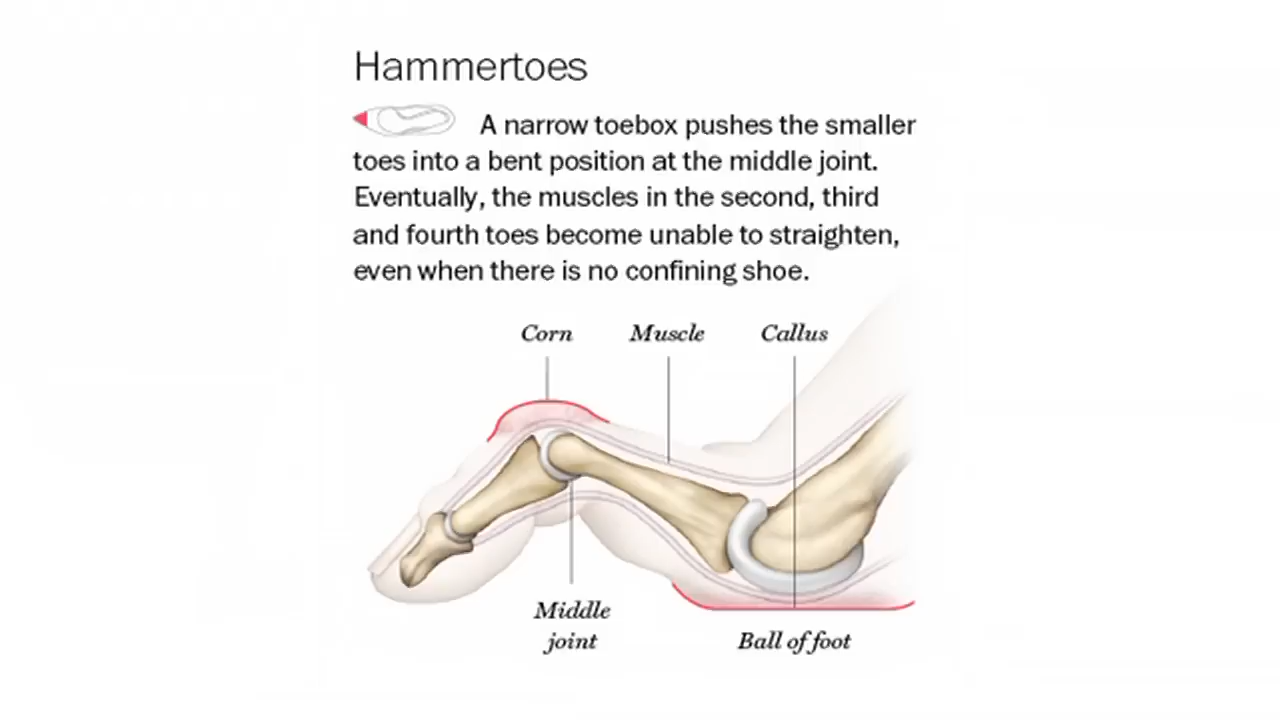 Hammertoes
A narrow toebox pushes the smaller
toes into a bent position at the middle joint.
Eventually, the muscles in the second, third
and fourth toes become unable to straighten,
even when there is no confining shoe.
Corn Muscle Callus
Middle
joint
Ball of foot